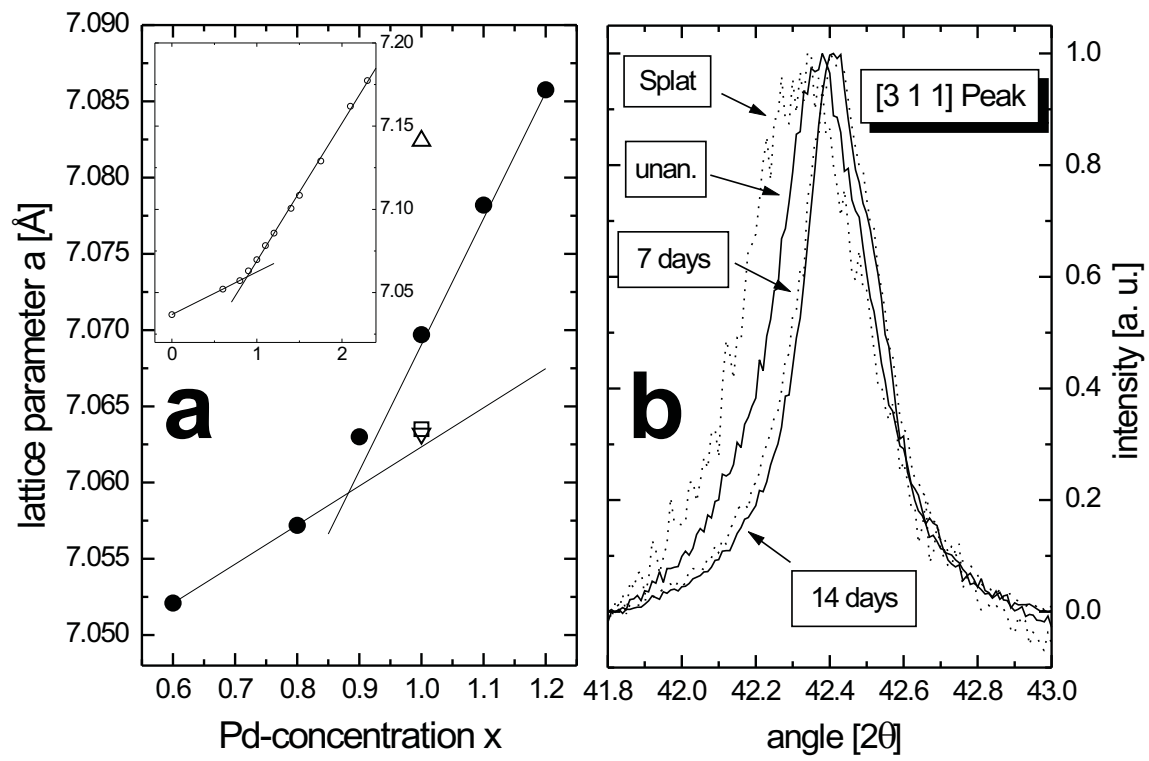 7.090
7.085
7.080
7.075
7.070
7.065
7.060
7.055
7.050
lattice parameter a [Å]
0.6 0.7 0.8 0.9 1.0 1.1 1.2
Pd-concentration x
7.20
7.15
7.10
7.05
0 1 2
a
Splat
unan.
7 days
14 days
[3 1 1] Peak
b
1.0
0.8
0.6
0.4
0.2
0.0
intensity [a. u.]
41.8 42.0 42.2 42.4 42.6 42.8 43.0
angle [2θ]